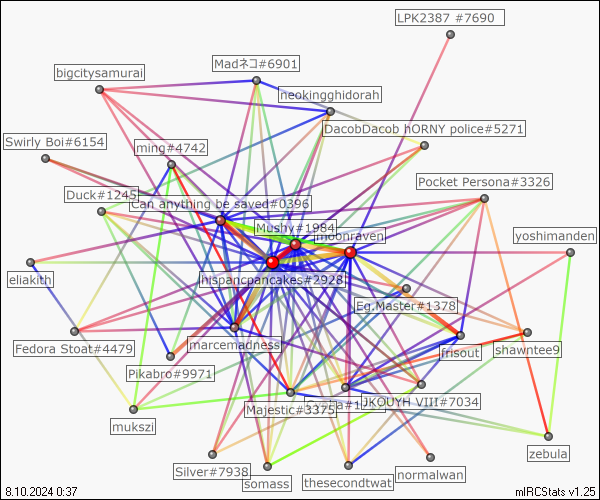 LPK2387 #7690
Madネコ#6901
bigcitysamurai
neokingghidorah
DacobDacob hORNY police#5271
Swirly Boi#6154
ming#4742
Pocket Persona#3326
Duck#1245
Can anything be saved#0396
Mushy#1984
moonraven
yoshimanden
eliakith
hispancpancakes#2928
Eg.Master#1378
marcemadness
Fedora Stoat#4479
frisout
shawntee9
Pikabro#9971
Majestic#3375
JKOUYH VIII#7034
mukszi
zebula
Silver#7938
somass
thesecondtwat
normalwan
8.10.2024 0:37
mIRCStats v1.25